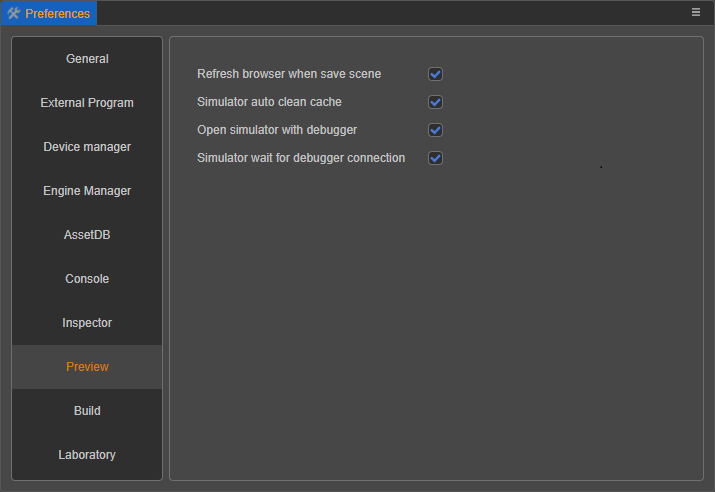 Preferences
General
External Program
Device manager
Engine Manager
AssetDB
Console
Inspector
Preview
Build
Laboratory
Refresh browser when save scene
Simulator auto clean cache
Open simulator with debugger
Simulator wait for debugger connection